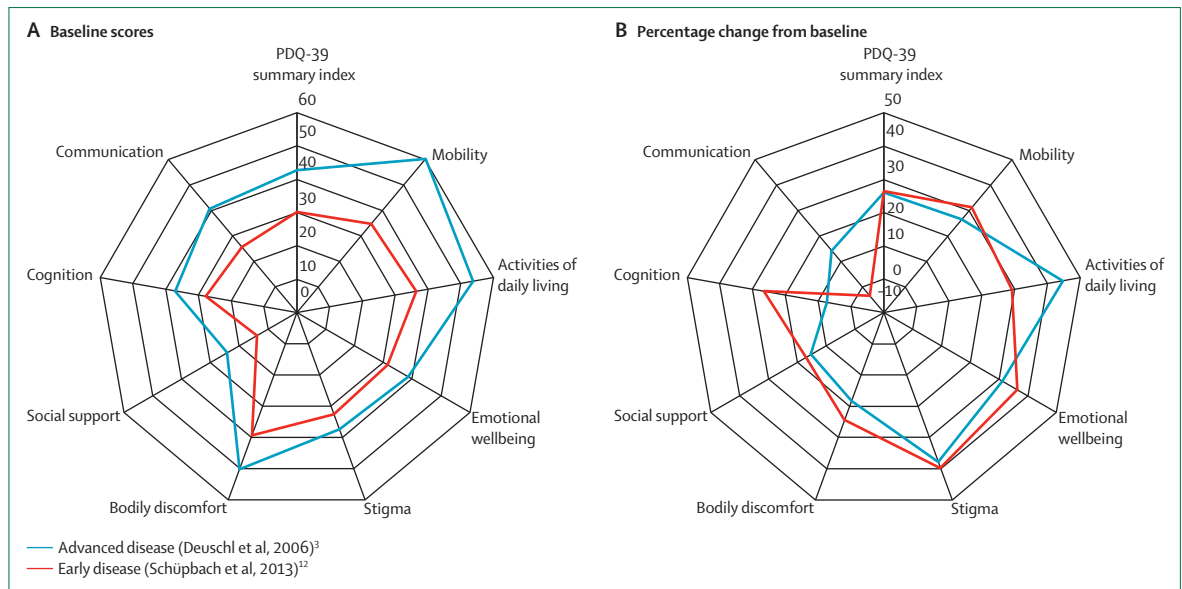 A Baseline scores
PDQ-39
summary index
60
50
40
30
20
10
0
Mobility
Activities of
daily living
Emotional
wellbeing
Stigma
Bodily discomfort
Social support
Cognition
Communication
Advanced disease (Deuschl et al, 2006)³
Early disease (Schüpbach et al, 2013)¹²
B Percentage change from baseline
PDQ-39
summary index
50
40
30
20
10
0
-10
Mobility
Activities of
daily living
Emotional
wellbeing
Stigma
Bodily discomfort
Social support
Cognition
Communication